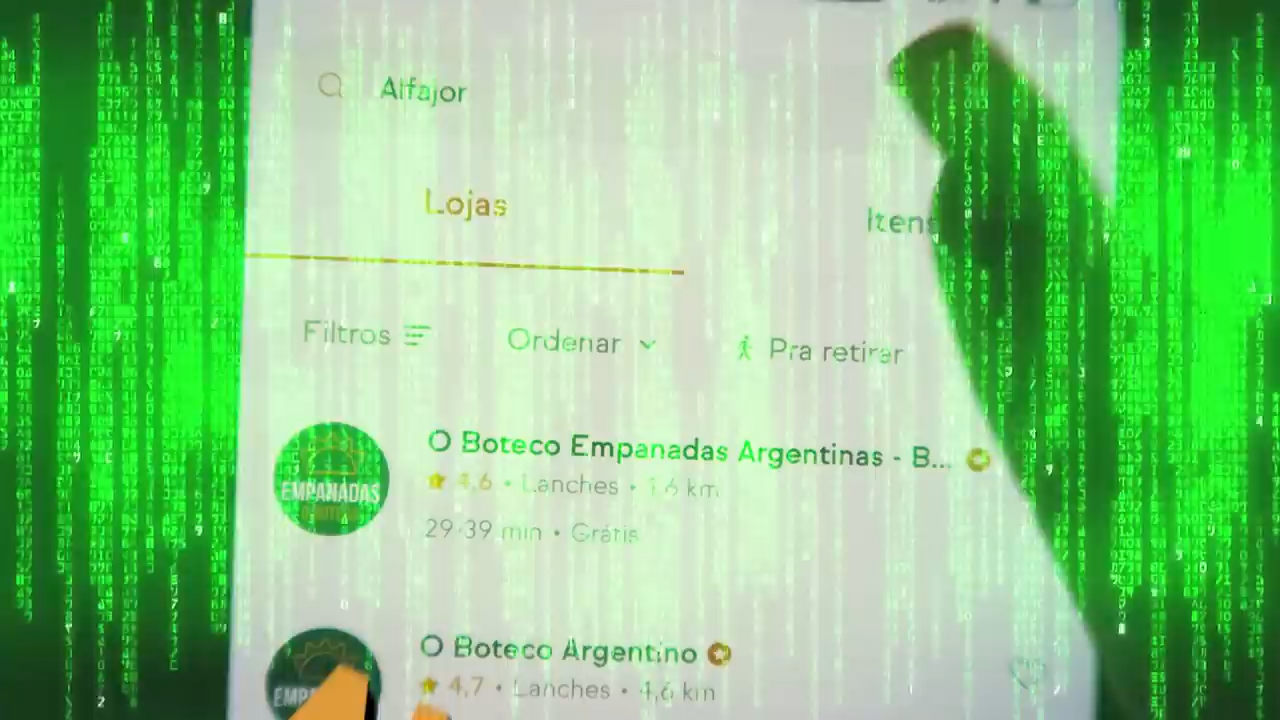 Alfajor
Lojas
Itens
Filtros
Ordenar
Pra retirar
O Boteco Empanadas Argentinas - B...
4,6 • Lanches • 1,6 km
EMPANADAS
29-39 min • Grátis
O Boteco Argentino
4,7 • Lanches • 4,6 km